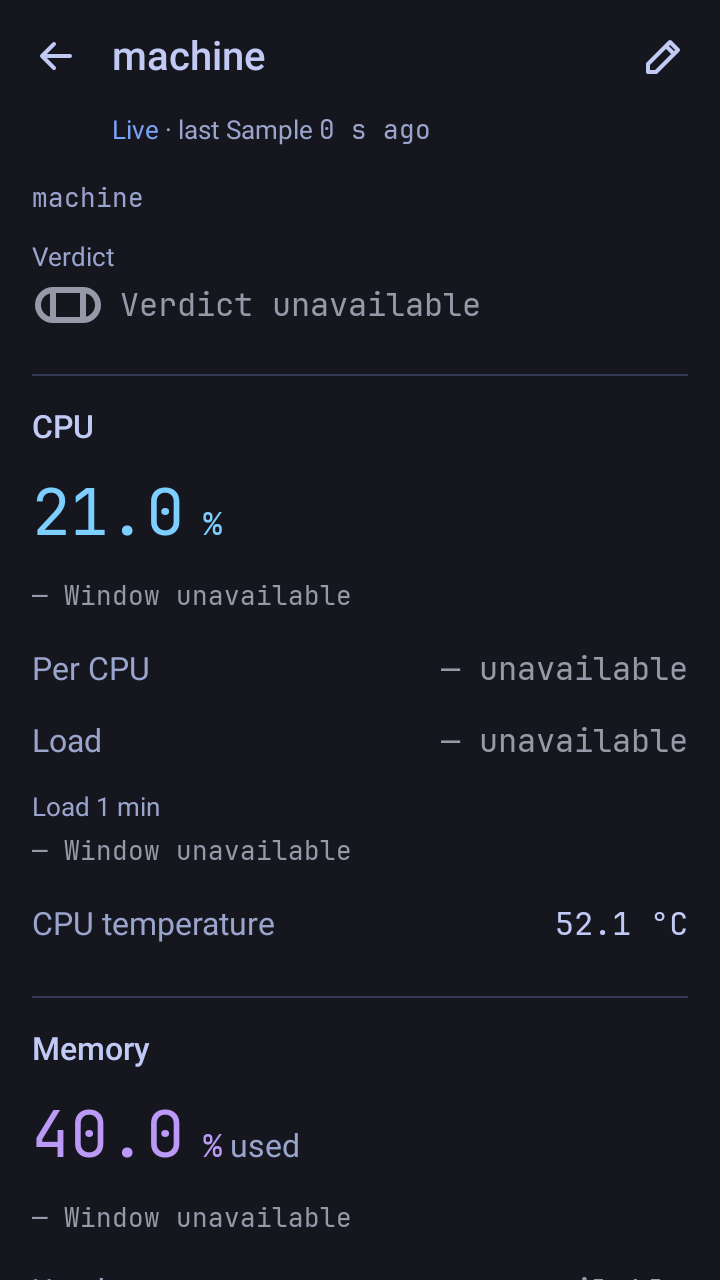 machine
Live · last Sample 0 s ago
machine
Verdict
Verdict unavailable
CPU
21.0 %
— Window unavailable
Per CPU — unavailable
Load — unavailable
Load 1 min
— Window unavailable
CPU temperature 52.1 °C
Memory
40.0 % used
— Window unavailable